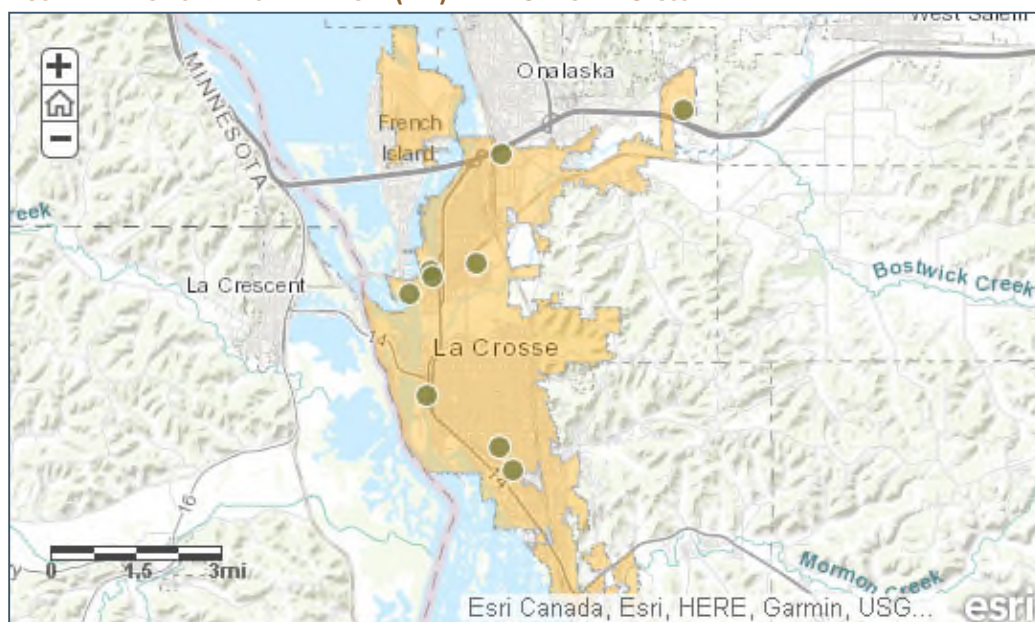 West Salem
MINNESOTA
Onalaska
French
Island
reek
La Crescent
Bostwick Creek
14
La Crosse
14
16
Mormon Creek
0 1.5 3mi
Esri Canada, Esri, HERE, Garmin, USG...
esri